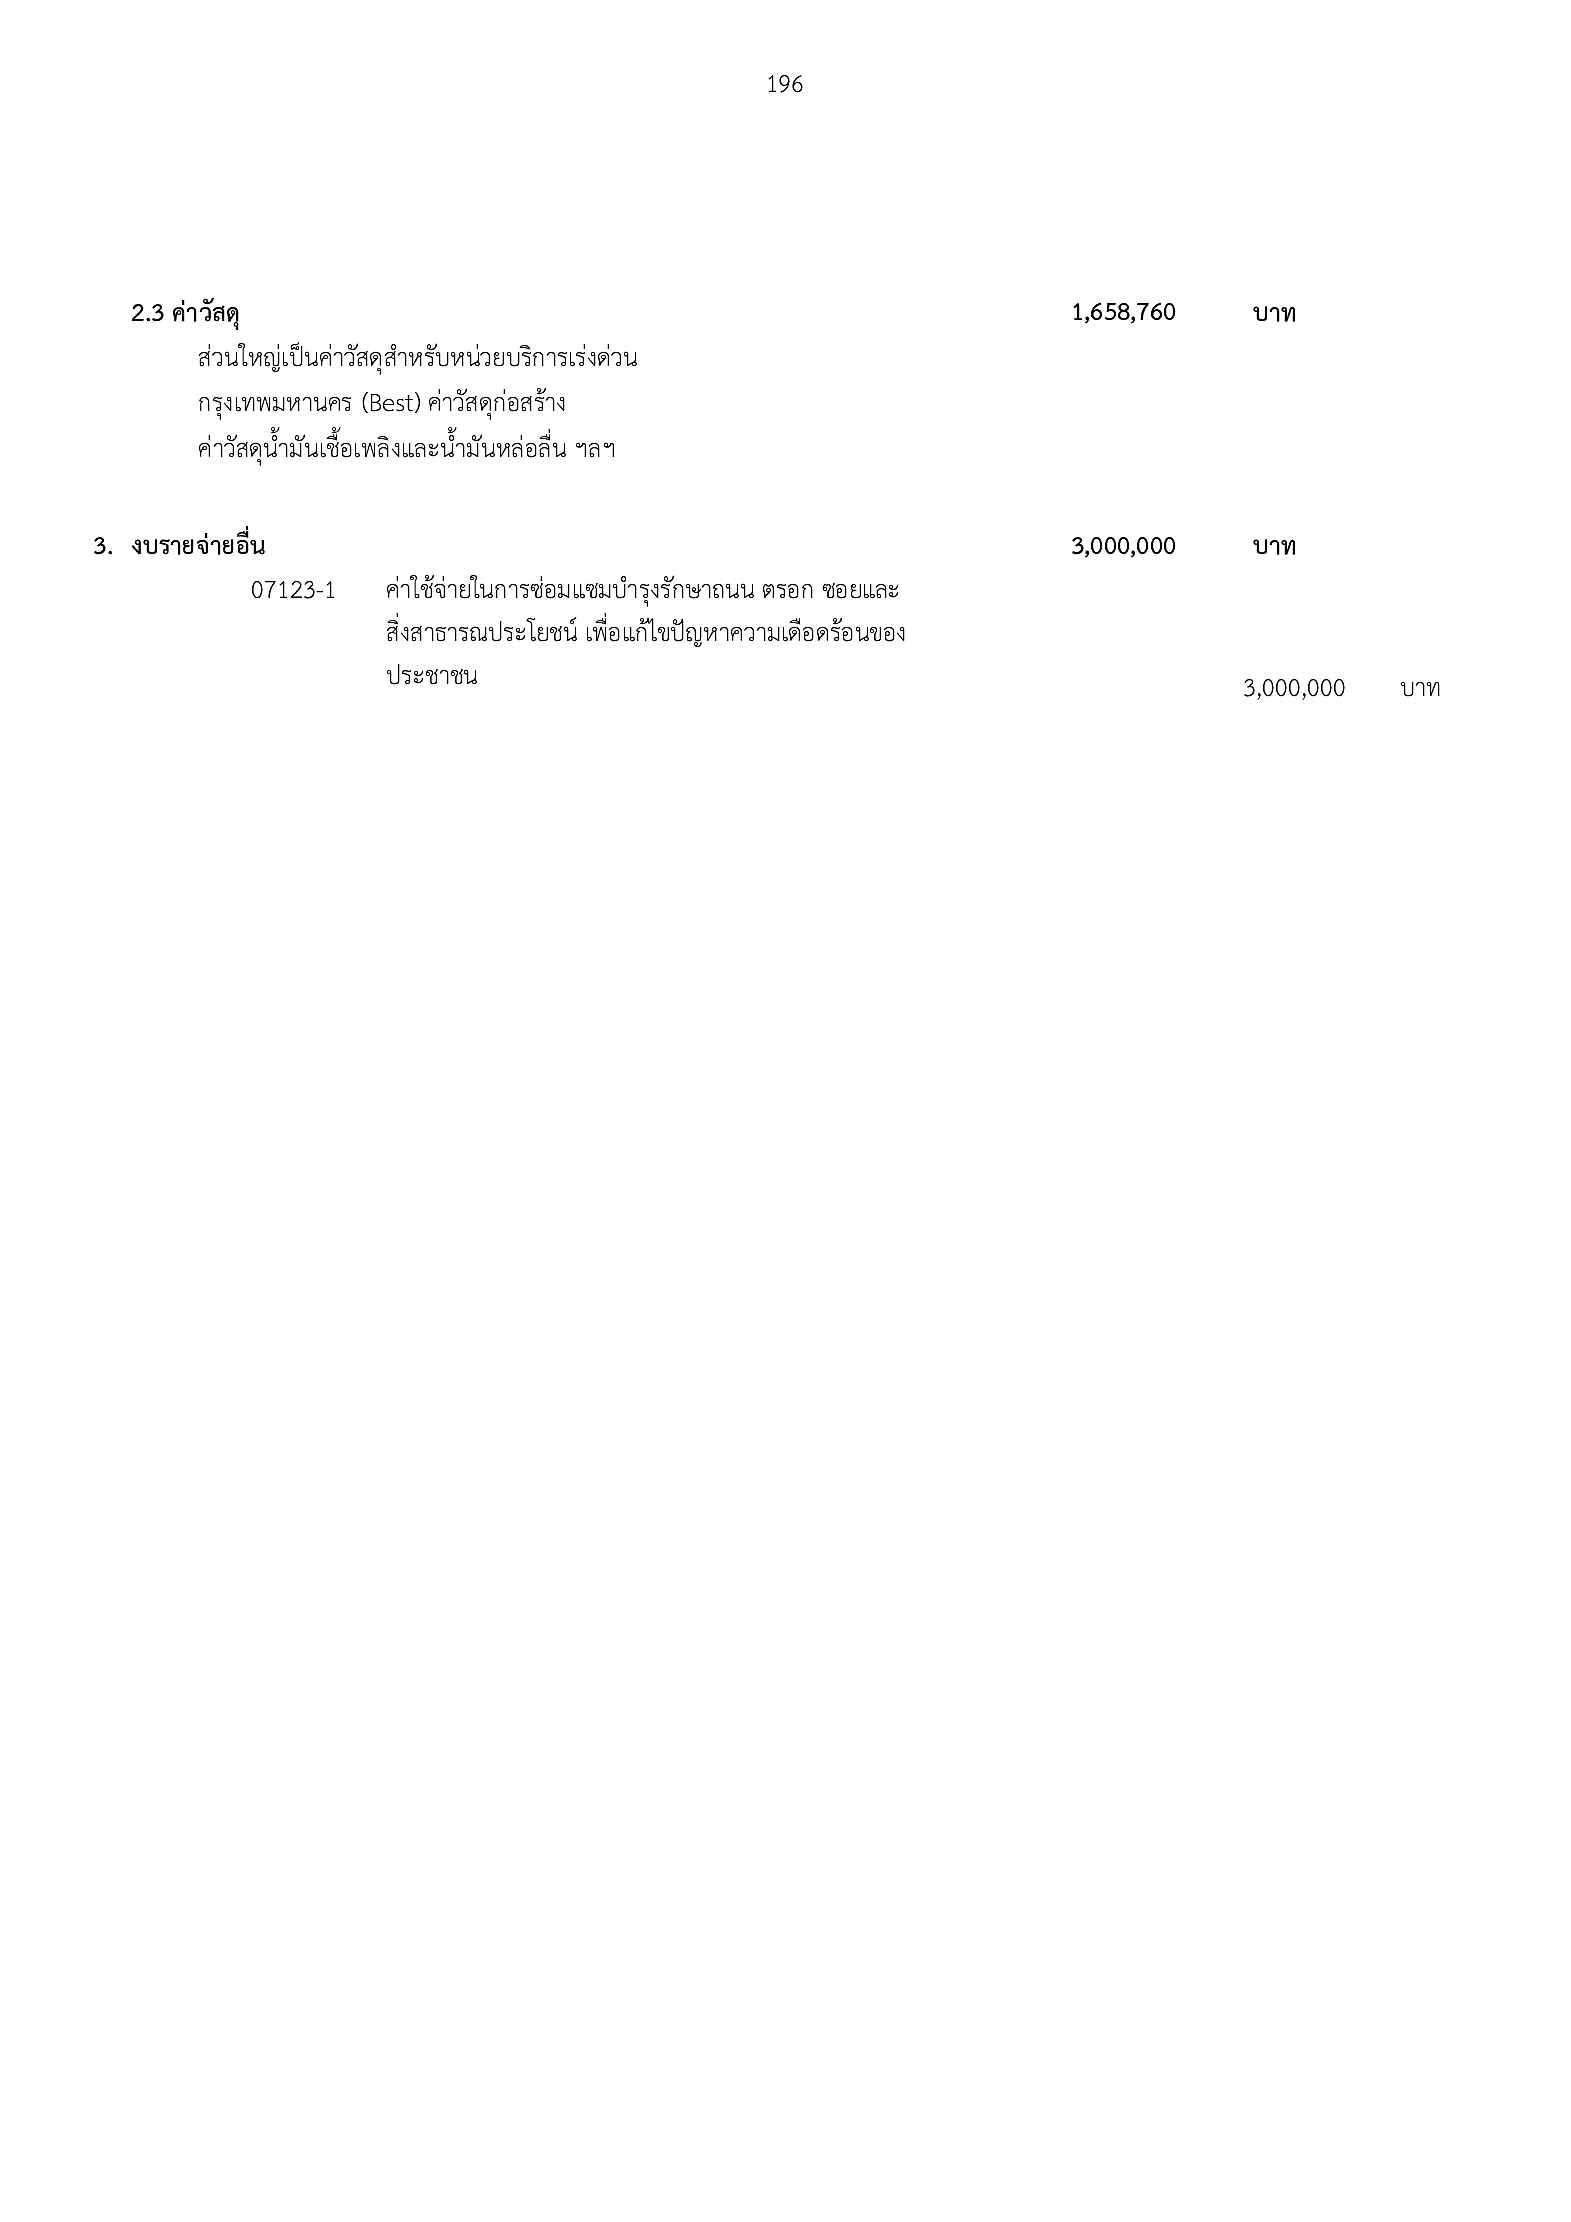 196
2.3 ค่าวัสดุ 1,658,760 บาท
ส่วนใหญ่เป็นค่าวัสดุสำหรับหน่วยบริการเร่งด่วน
กรุงเทพมหานคร (Best) ค่าวัสดุก่อสร้าง
ค่าวัสดุน้ำมันเชื้อเพลิงและน้ำมันหล่อลื่น ฯลฯ
3. งบรายจ่ายอื่น 3,000,000 บาท
07123-1 ค่าใช้จ่ายในการซ่อมแซมบำรุงรักษาถนน ตรอก ซอยและ
สิ่งสาธารณประโยชน์ เพื่อแก้ไขปัญหาความเดือดร้อนของ
ประชาชน 3,000,000 บาท